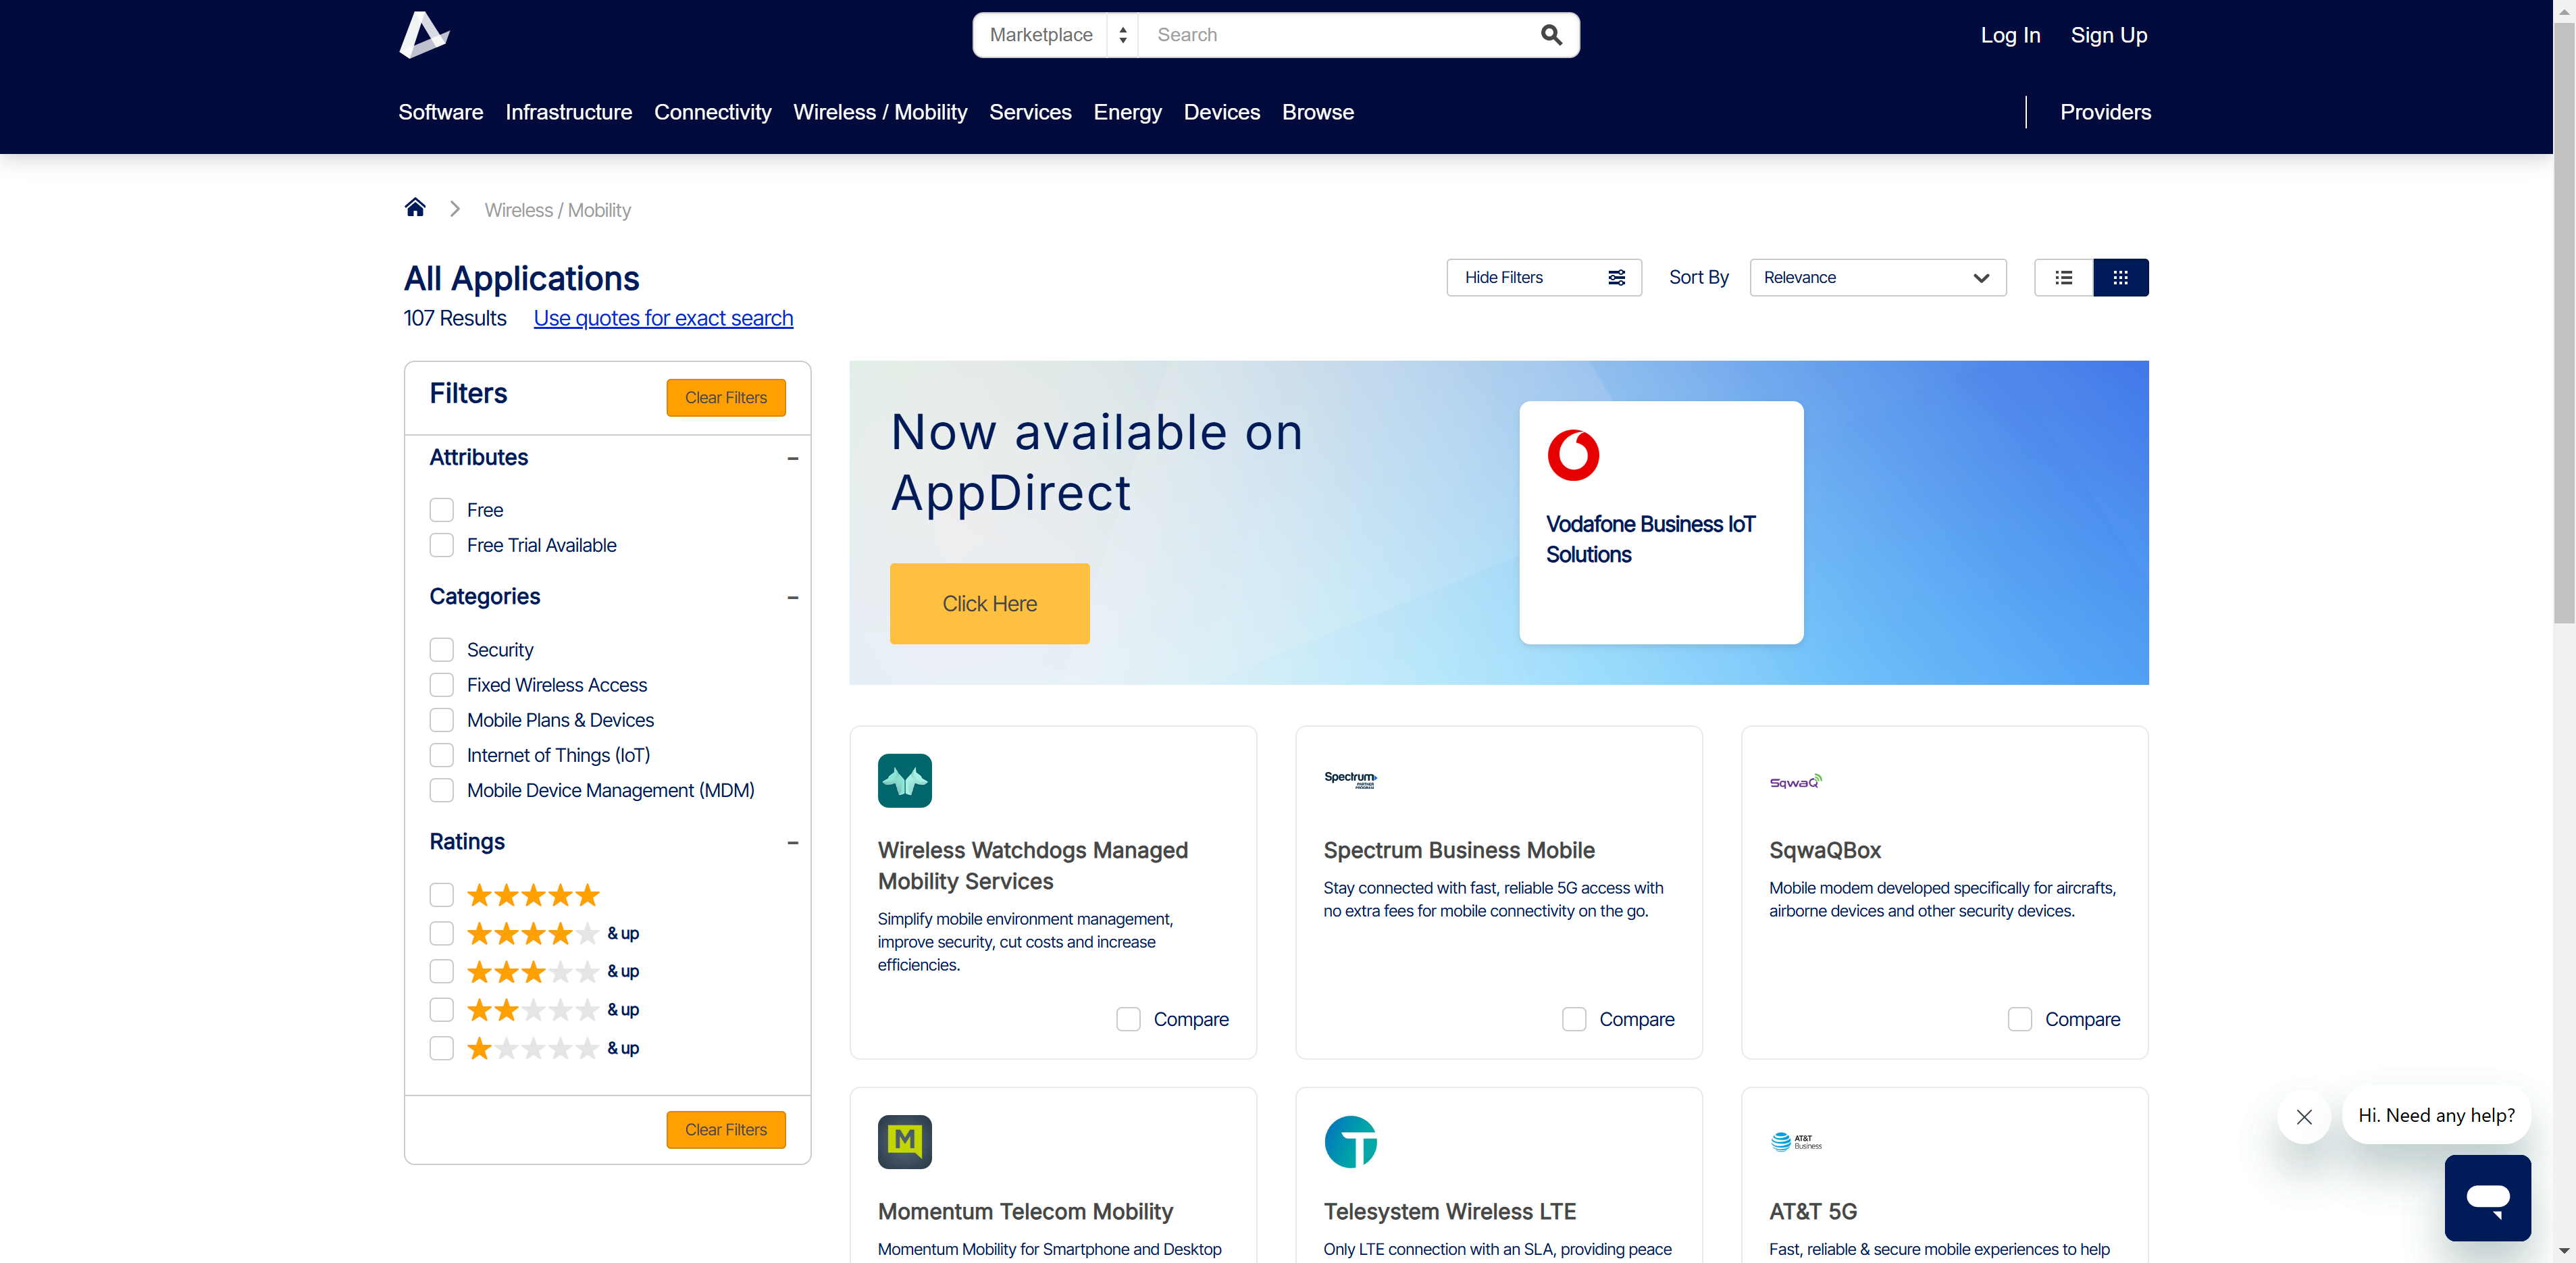 Marketplace
Search
Log In
Sign Up
Software
Infrastructure
Connectivity
Wireless / Mobility
Services
Energy
Devices
Browse
Providers
Wireless / Mobility
All Applications
107 Results
Use quotes for exact search
Hide Filters
Sort By
Relevance
Filters
Clear Filters
Attributes
Free
Free Trial Available
Categories
Security
Fixed Wireless Access
Mobile Plans & Devices
Internet of Things (IoT)
Mobile Device Management (MDM)
Ratings
& up
& up
& up
& up
Clear Filters
Now available on
AppDirect
Click Here
Vodafone Business IoT
Solutions
Wireless Watchdogs Managed
Mobility Services
Simplify mobile environment management,
improve security, cut costs and increase
efficiencies.
Compare
Spectrum
PARTNER
PROGRAM
Spectrum Business Mobile
Stay connected with fast, reliable 5G access with
no extra fees for mobile connectivity on the go.
Compare
SqwaQ
SqwaQBox
Mobile modem developed specifically for aircrafts,
airborne devices and other security devices.
Compare
M
Momentum Telecom Mobility
Momentum Mobility for Smartphone and Desktop
T
Telesystem Wireless LTE
Only LTE connection with an SLA, providing peace
AT&T
Business
AT&T 5G
Fast, reliable & secure mobile experiences to help
Hi. Need any help?